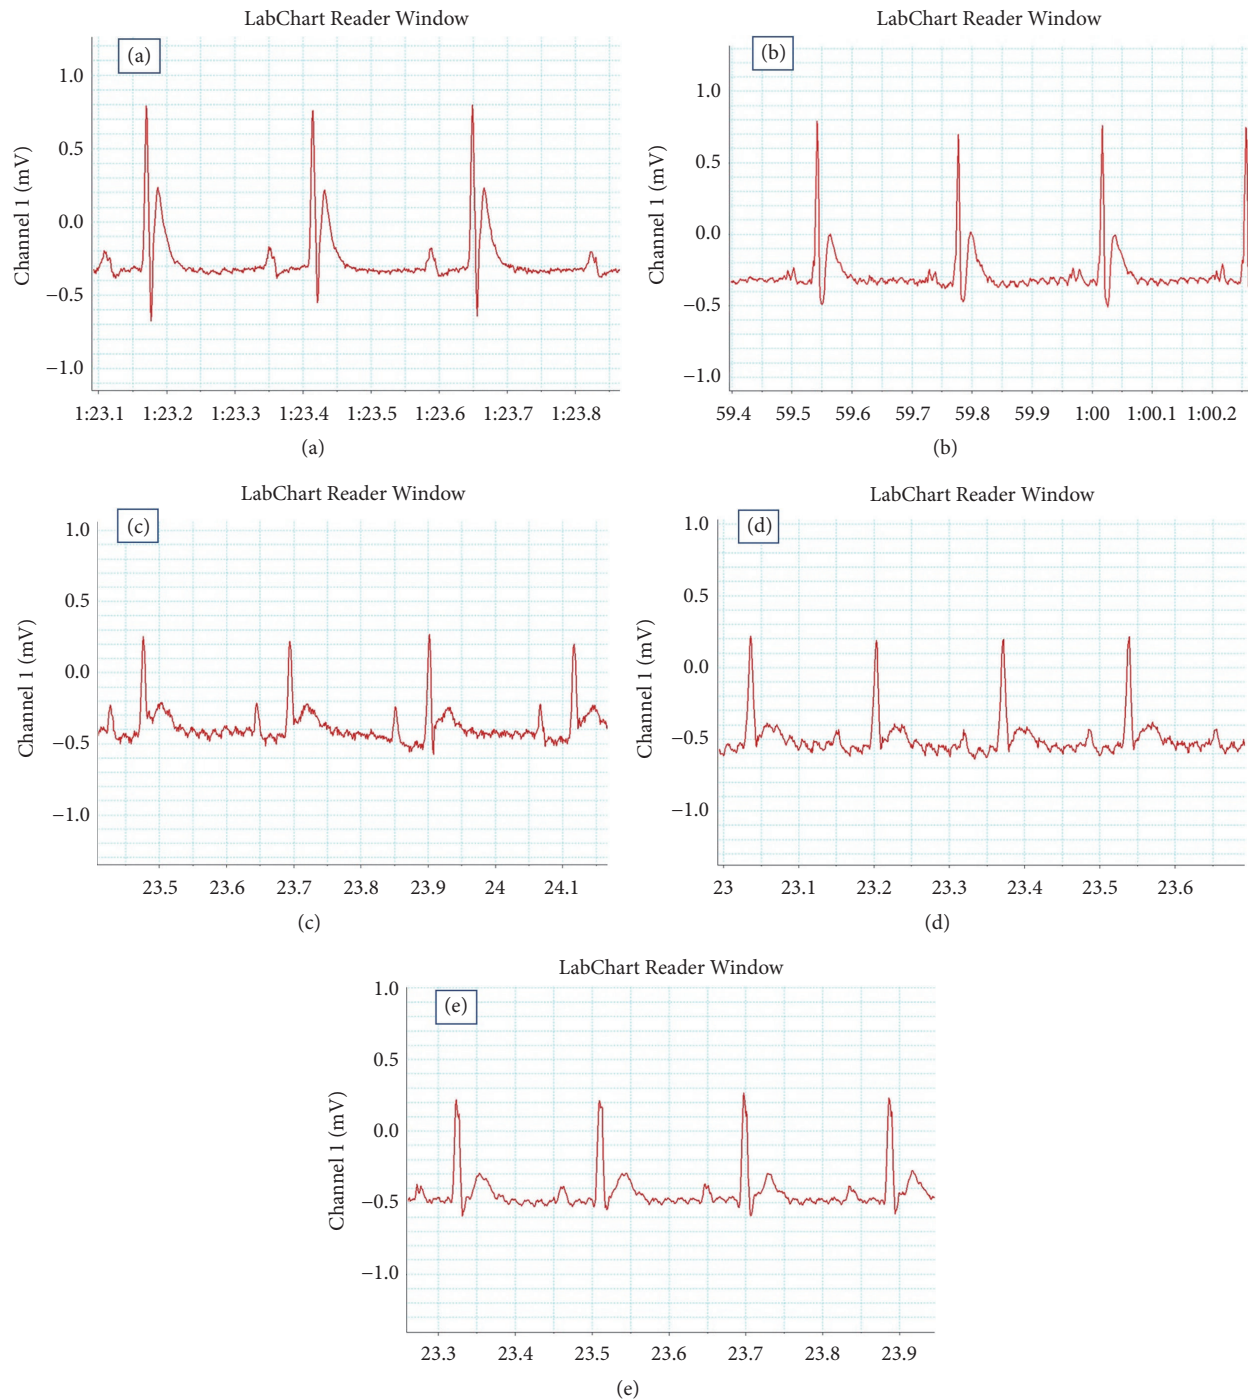 LabChart Reader Window
(a)
Channel 1 (mV)
1.0
0.5
0.0
−0.5
−1.0
1:23.1 1:23.2 1:23.3 1:23.4 1:23.5 1:23.6 1:23.7 1:23.8
(a)
LabChart Reader Window
(b)
Channel 1 (mV)
1.0
0.5
0.0
−0.5
−1.0
59.4 59.5 59.6 59.7 59.8 59.9 1:00 1:00.1 1:00.2
(b)
LabChart Reader Window
(c)
Channel 1 (mV)
1.0
0.5
0.0
−0.5
−1.0
23.5 23.6 23.7 23.8 23.9 24 24.1
(c)
LabChart Reader Window
(d)
Channel 1 (mV)
1.0
0.5
0.0
−0.5
−1.0
23 23.1 23.2 23.3 23.4 23.5 23.6
(d)
LabChart Reader Window
(e)
Channel 1 (mV)
1.0
0.5
0.0
−0.5
−1.0
23.3 23.4 23.5 23.6 23.7 23.8 23.9
(e)